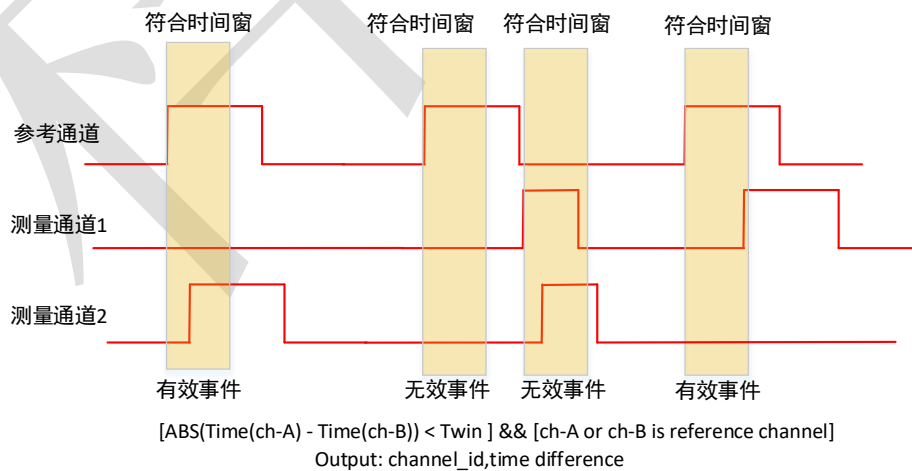 符合时间窗 符合时间窗 符合时间窗 符合时间窗
参考通道
测量通道1
测量通道2
有效事件 无效事件 无效事件 有效事件
[ABS(Time(ch-A) - Time(ch-B)) < Twin ] && [ch-A or ch-B is reference channel]
Output: channel_id,time difference